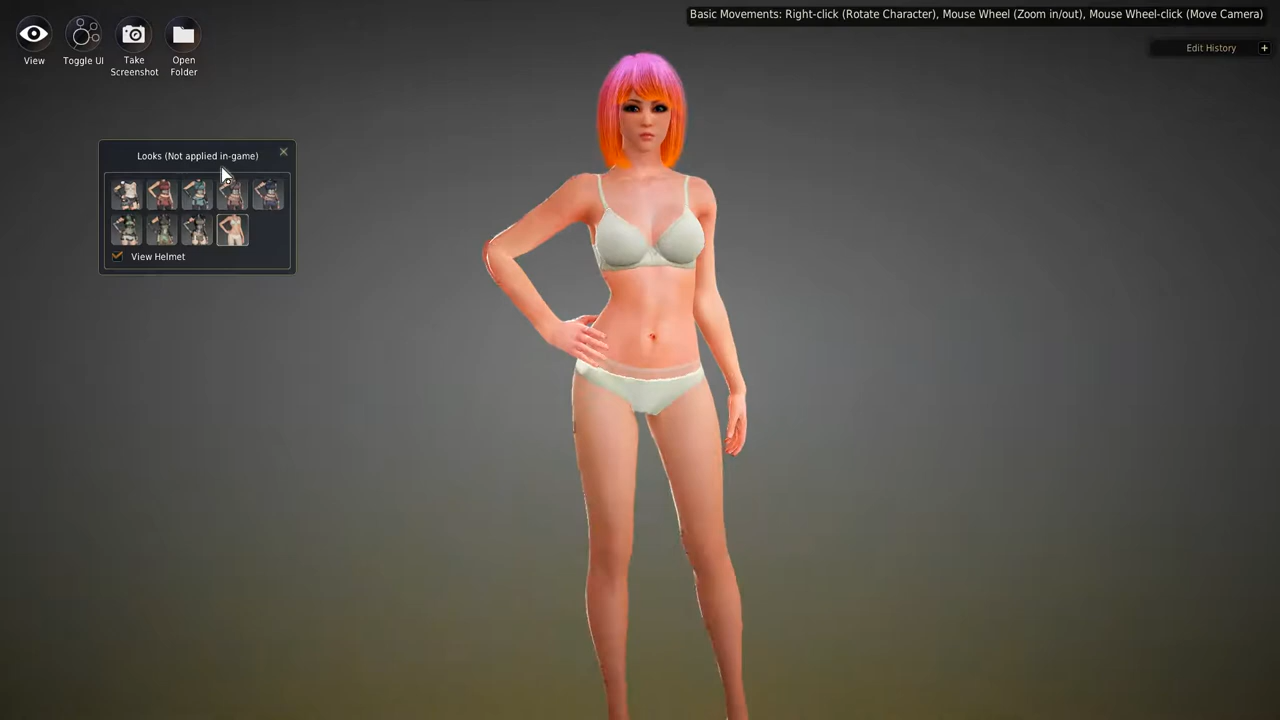 Basic Movements: Right-click (Rotate Character), Mouse Wheel (Zoom in/out), Mouse Wheel-click (Move Camera)
View
Toggle UI
Take
Screenshot
Open
Folder
Edit History
Looks (Not applied in-game)
View Helmet